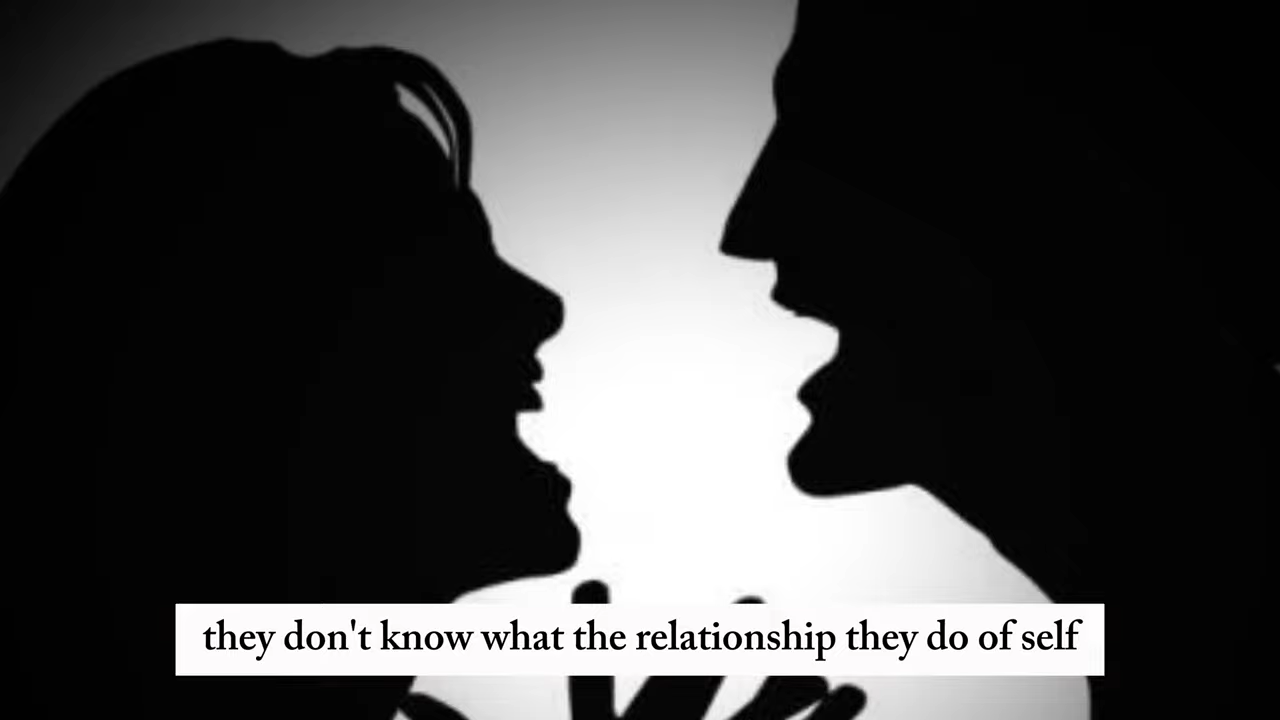 they don't know what the relationship they do of self